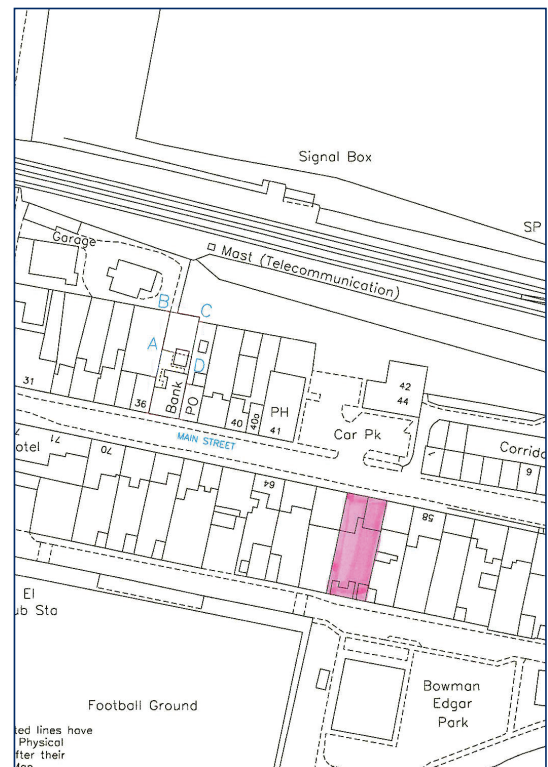 Signal Box
SP
Garage
Mast (Telecommunication)
B
C
A
D
31
36
Bank
PO
40
40a
PH
41
42
44
Car Pk
Corrido
9
MAIN STREET
otel
71
70
64
58
El
ub Sta
Football Ground
Bowman
Edgar
Park
ted lines have
Physical
fter their